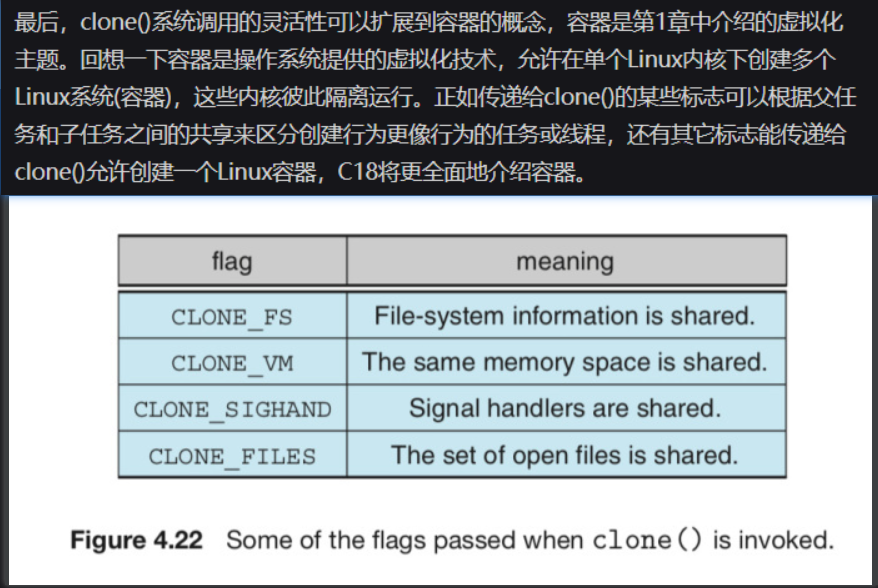 最后，clone()系统调用的灵活性可以扩展到容器的概念，容器是第1章中介绍的虚拟化
主题。回想一下容器是操作系统提供的虚拟化技术，允许在单个Linux内核下创建多个
Linux系统(容器)，这些内核彼此隔离运行。正如传递给clone()的某些标志可以根据父任
务和子任务之间的共享来区分创建行为更像行为的任务或线程，还有其它标志能传递给
clone()允许创建一个Linux容器，C18将更全面地介绍容器。
flag meaning
CLONE_FS File-system information is shared.
CLONE_VM The same memory space is shared.
CLONE_SIGHAND Signal handlers are shared.
CLONE_FILES The set of open files is shared.
Figure 4.22 Some of the flags passed when clone() is invoked.